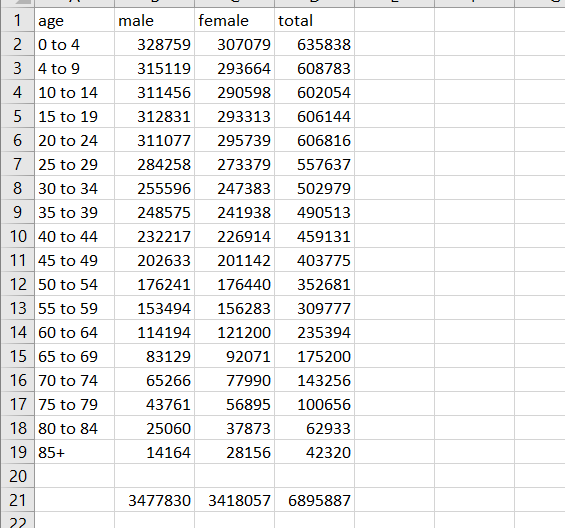 1 age male female total
2 0 to 4 328759 307079 635838
3 4 to 9 315119 293664 608783
4 10 to 14 311456 290598 602054
5 15 to 19 312831 293313 606144
6 20 to 24 311077 295739 606816
7 25 to 29 284258 273379 557637
8 30 to 34 255596 247383 502979
9 35 to 39 248575 241938 490513
10 40 to 44 232217 226914 459131
11 45 to 49 202633 201142 403775
12 50 to 54 176241 176440 352681
13 55 to 59 153494 156283 309777
14 60 to 64 114194 121200 235394
15 65 to 69 83129 92071 175200
16 70 to 74 65266 77990 143256
17 75 to 79 43761 56895 100656
18 80 to 84 25060 37873 62933
19 85+ 14164 28156 42320
20
21 3477830 3418057 6895887
22